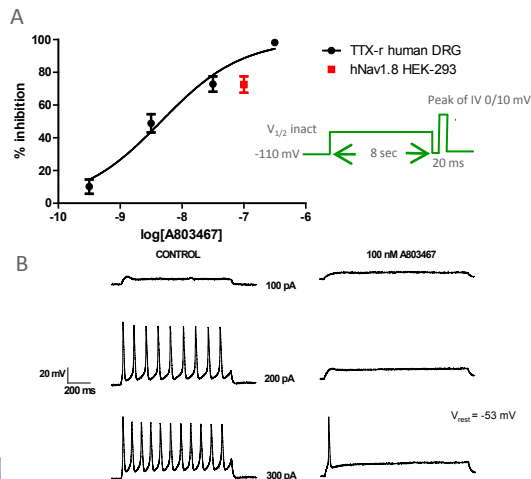 A
100
80
60
40
20
0
% inhibition
-10
-9
-8
-7
-6
log[A803467]
TTX-r human DRG
hNav1.8 HEK-293
Peak of IV 0/10 mV
V1/2 inact
-110 mV
8 sec
20 ms
B
CONTROL
100 nM A803467
100 pA
200 pA
20 mV
200 ms
Vrest = -53 mV
300 pA